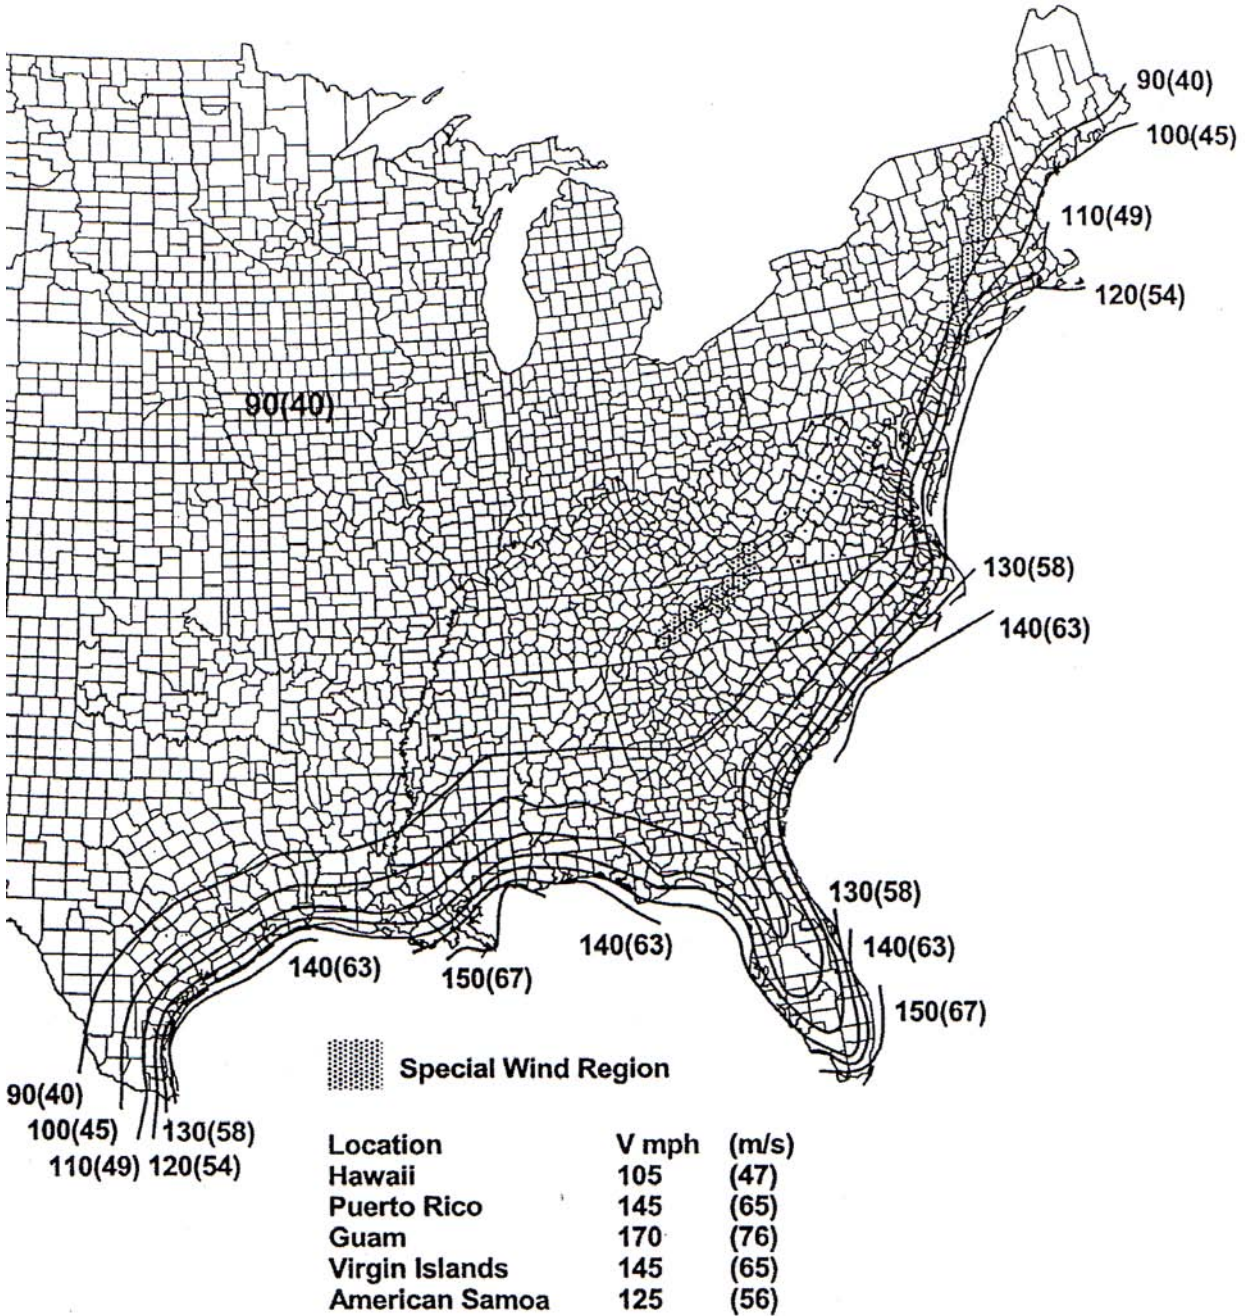 90(40)
100(45)
110(49)
120(54)
90(40)
130(58)
140(63)
130(58)
140(63)
140(63)
140(63)
150(67)
150(67)
Special Wind Region
90(40)
100(45)
130(58)
110(49)
120(54)
Location V mph (m/s)
Hawaii 105 (47)
Puerto Rico 145 (65)
Guam 170 (76)
Virgin Islands 145 (65)
American Samoa 125 (56)